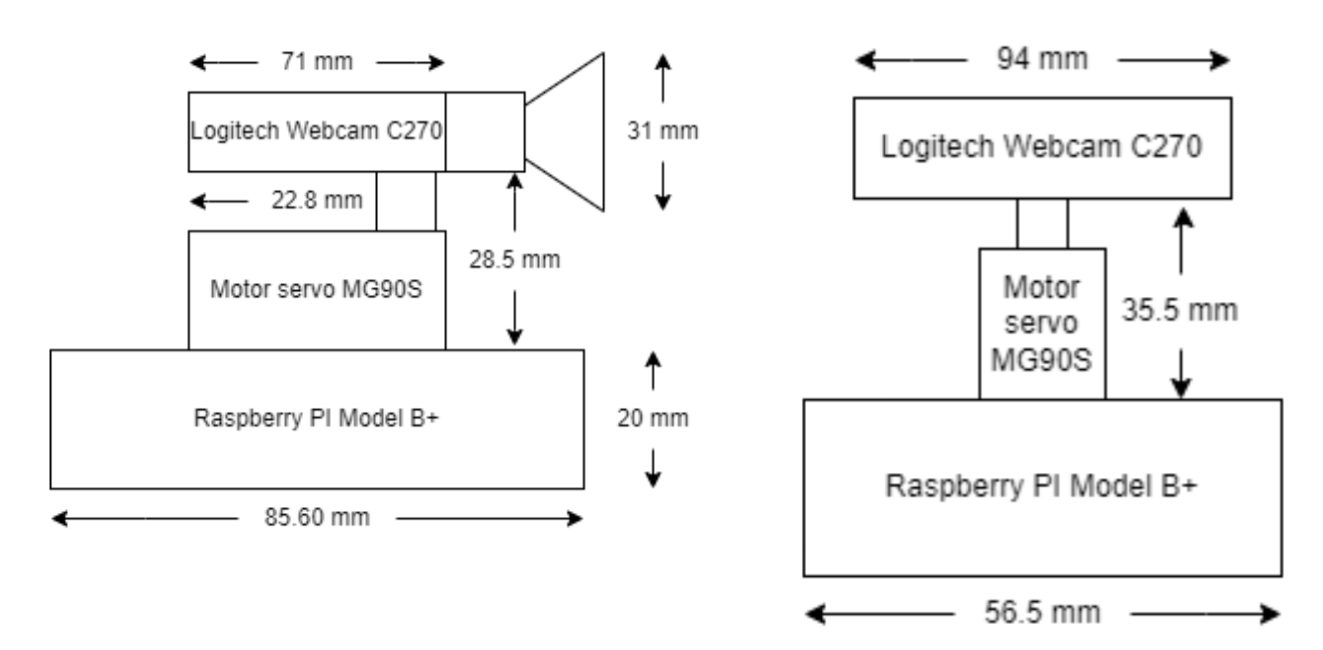 71 mm
Logitech Webcam C270
31 mm
22.8 mm
28.5 mm
Motor servo MG90S
Raspberry PI Model B+
20 mm
85.60 mm
94 mm
Logitech Webcam C270
Motor
servo
MG90S
35.5 mm
Raspberry PI Model B+
56.5 mm